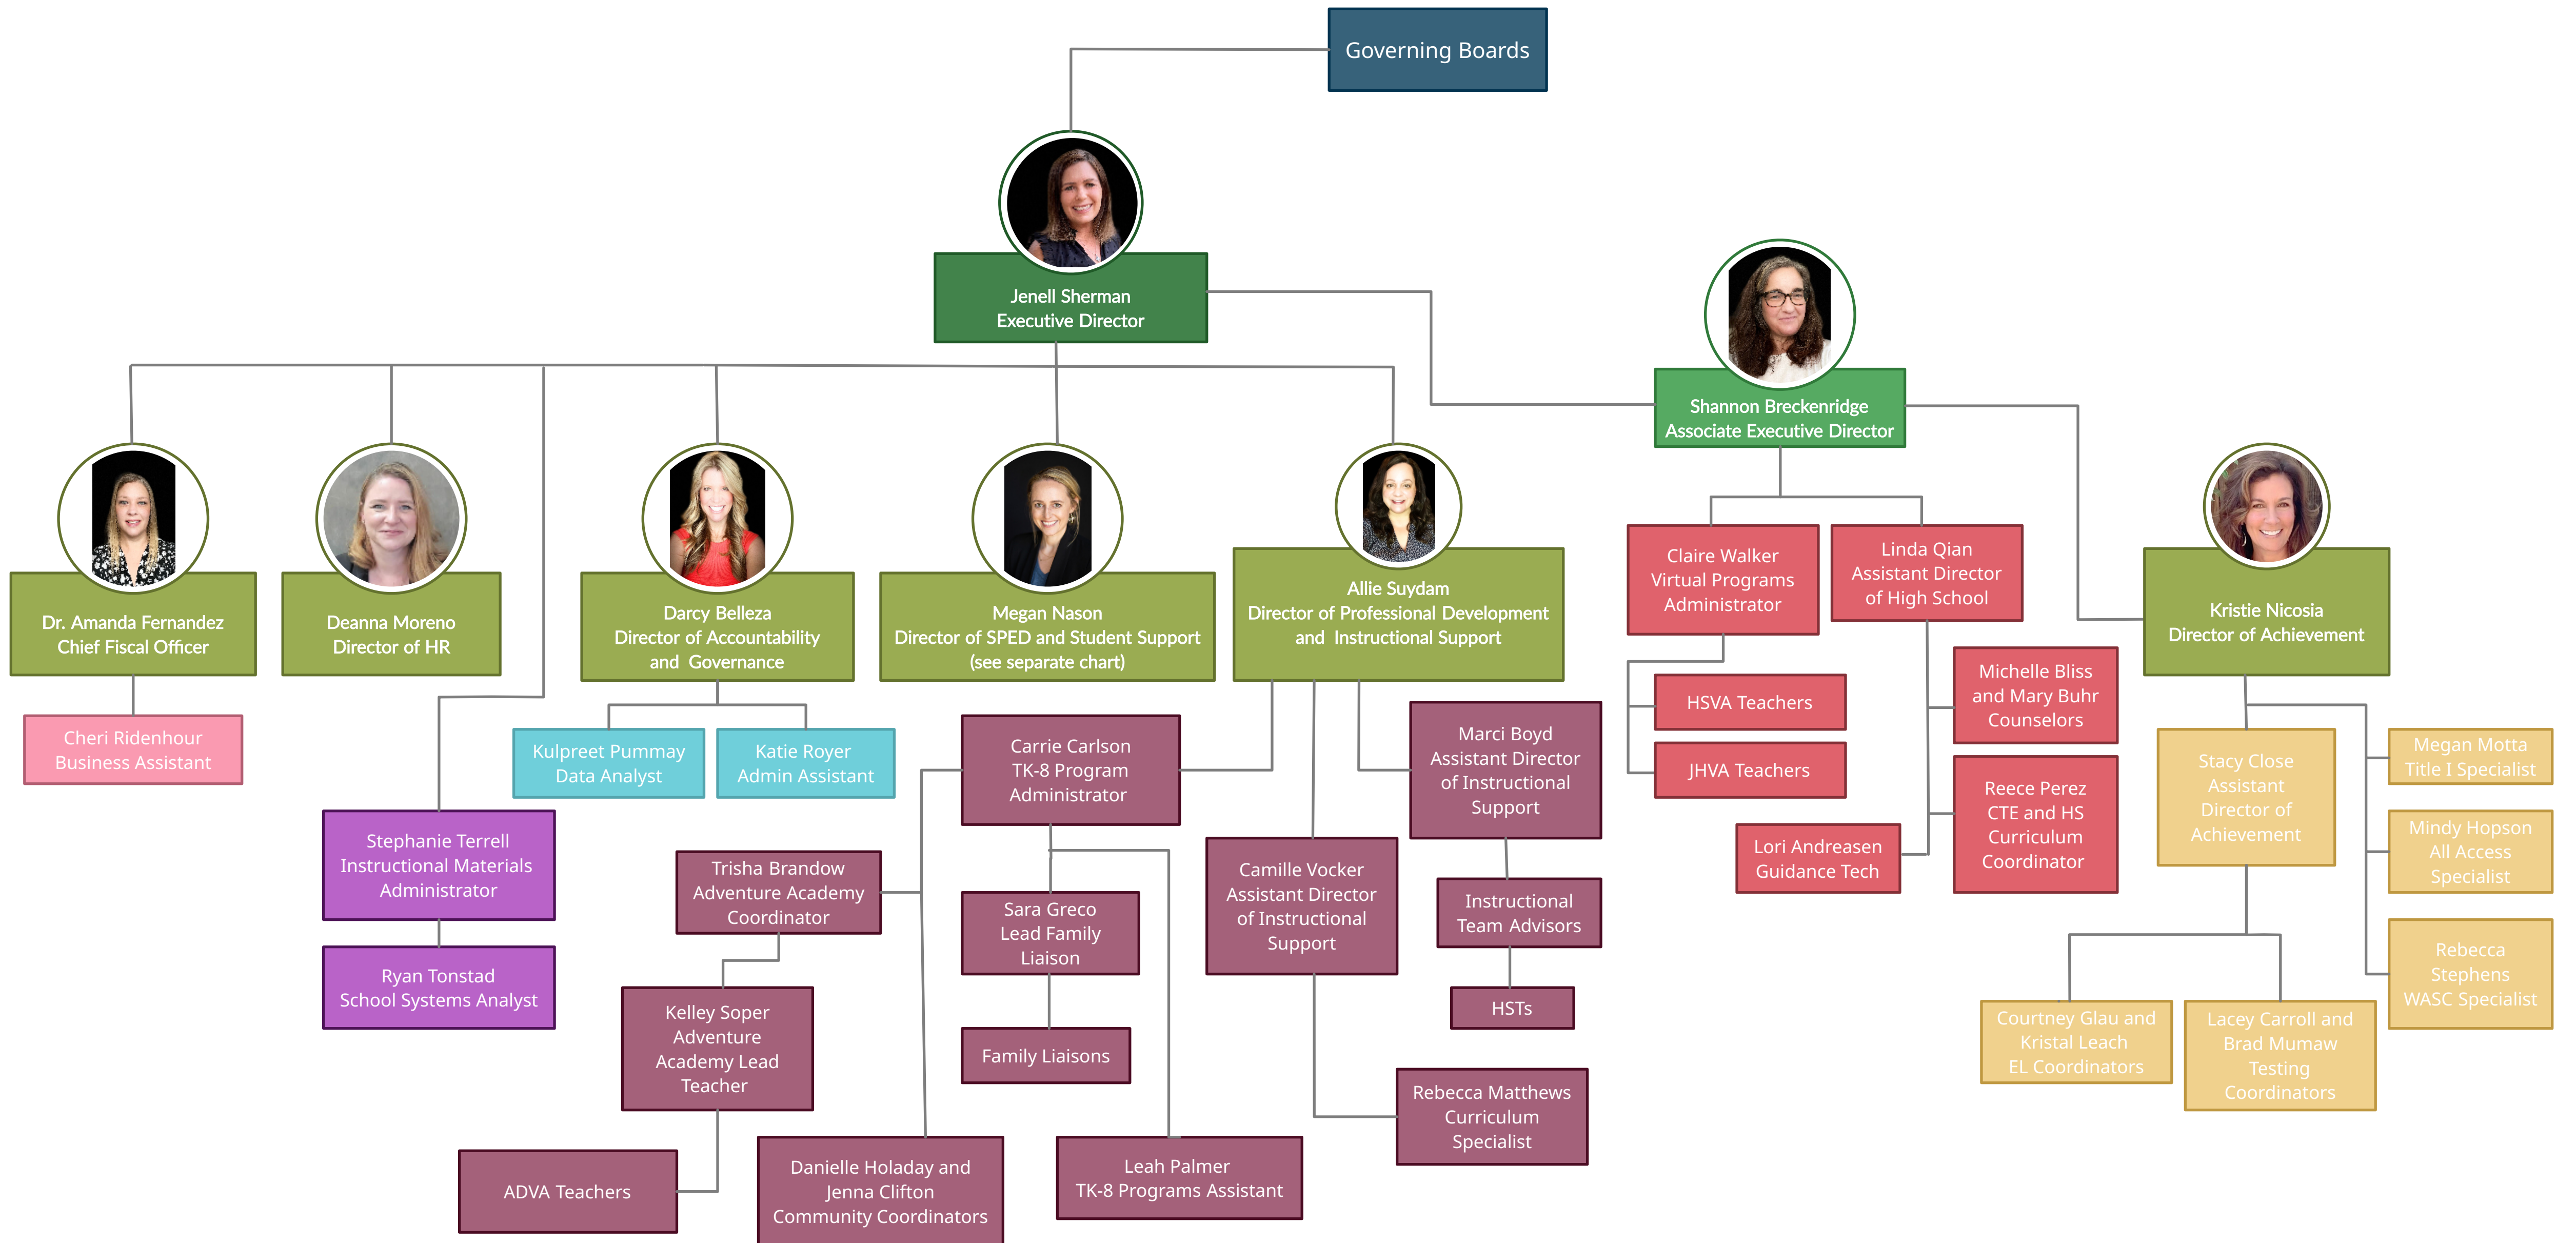 Governing Boards
Jenell Sherman
Executive Director
Shannon Breckenridge
Associate Executive Director
Dr. Amanda Fernandez
Chief Fiscal Officer
Deanna Moreno
Director of HR
Darcy Belleza
Director of Accountability
and Governance
Megan Nason
Director of SPED and Student Support
(see separate chart)
Allie Suydam
Director of Professional Development
and Instructional Support
Claire Walker
Virtual Programs
Administrator
Linda Qian
Assistant Director
of High School
Kristie Nicosia
Director of Achievement
Cheri Ridenhour
Business Assistant
Kulpreet Pummay
Data Analyst
Katie Royer
Admin Assistant
Carrie Carlson
TK-8 Program
Administrator
Marci Boyd
Assistant Director
of Instructional
Support
HSVA Teachers
JHVA Teachers
Michelle Bliss
and Mary Buhr
Counselors
Reece Perez
CTE and HS
Curriculum
Coordinator
Lori Andreasen
Guidance Tech
Stacy Close
Assistant
Director of
Achievement
Megan Motta
Title I Specialist
Mindy Hopson
All Access
Specialist
Rebecca
Stephens
WASC Specialist
Stephanie Terrell
Instructional Materials
Administrator
Ryan Tonstad
School Systems Analyst
Trisha Brandow
Adventure Academy
Coordinator
Sara Greco
Lead Family
Liaison
Camille Vocker
Assistant Director
of Instructional
Support
Instructional
Team Advisors
HSTs
Kelley Soper
Adventure
Academy Lead
Teacher
Family Liaisons
Rebecca Matthews
Curriculum
Specialist
Courtney Glau and
Kristal Leach
EL Coordinators
Lacey Carroll and
Brad Mumaw
Testing
Coordinators
ADVA Teachers
Danielle Holaday and
Jenna Clifton
Community Coordinators
Leah Palmer
TK-8 Programs Assistant